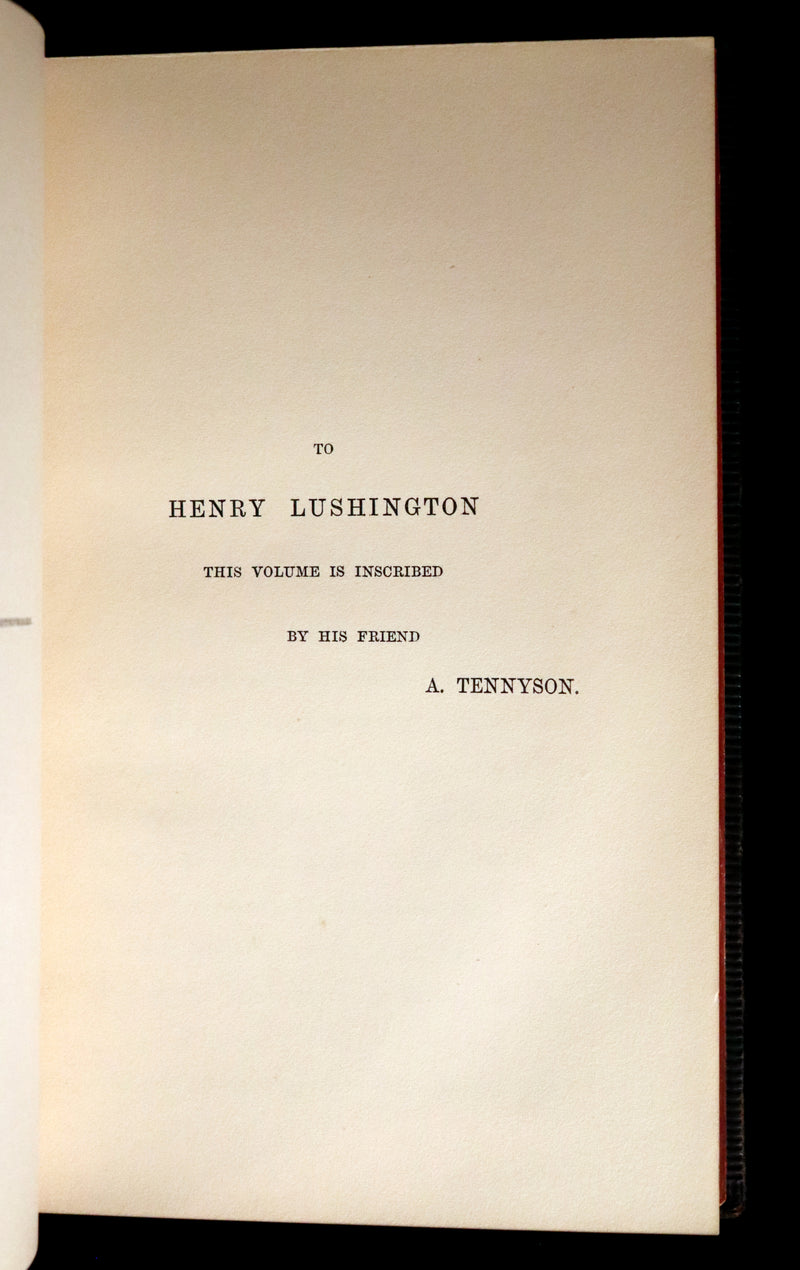 TO
HENRY LUSHINGTON
THIS VOLUME IS INSCRIBED
BY HIS FRIEND
A. TENNYSON.